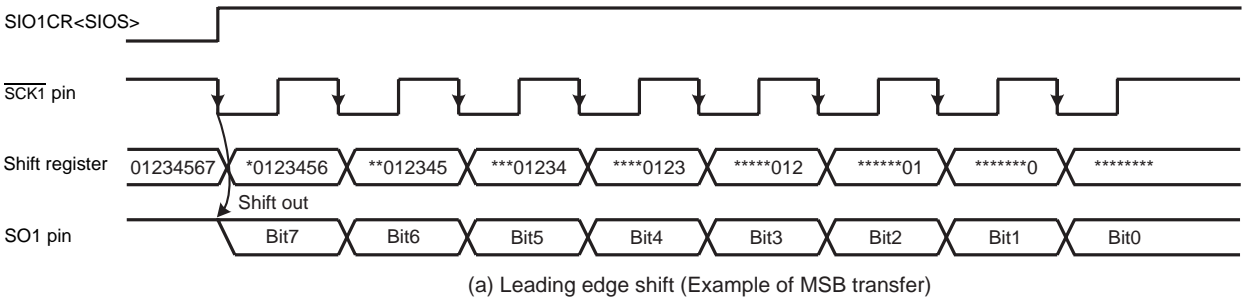 SIO1CR<SIOS>
SCK1 pin
Shift register 01234567 *0123456 **012345 ***01234 ****0123 *****012 ******01 *******0 ********
Shift out
SO1 pin Bit7 Bit6 Bit5 Bit4 Bit3 Bit2 Bit1 Bit0
(a) Leading edge shift (Example of MSB transfer)